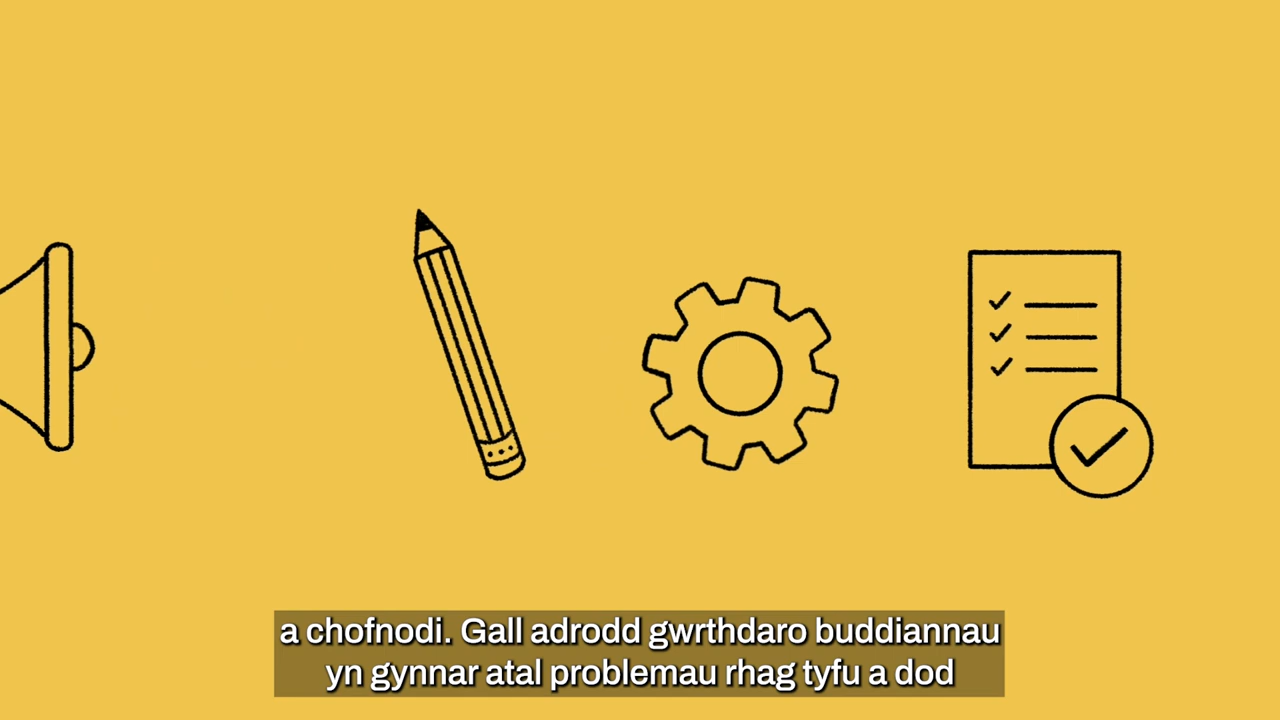 a chofnodi. Gall adrodd gwrthdaro buddiannau
yn gynnar atal problemau rhag tyfu a dod